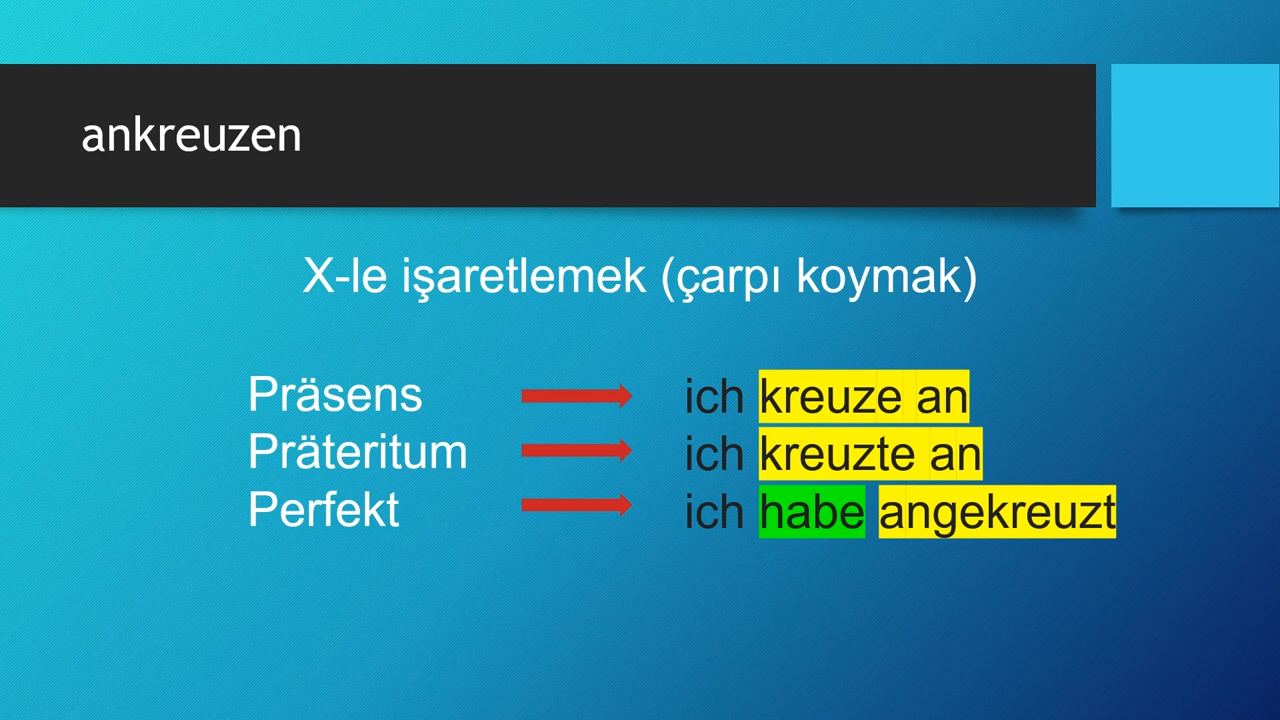 ankreuzen
X-le işaretlemek (çarpı koymak)
Präsens ich kreuze an
Präteritum ich kreuzte an
Perfekt ich habe angekreuzt